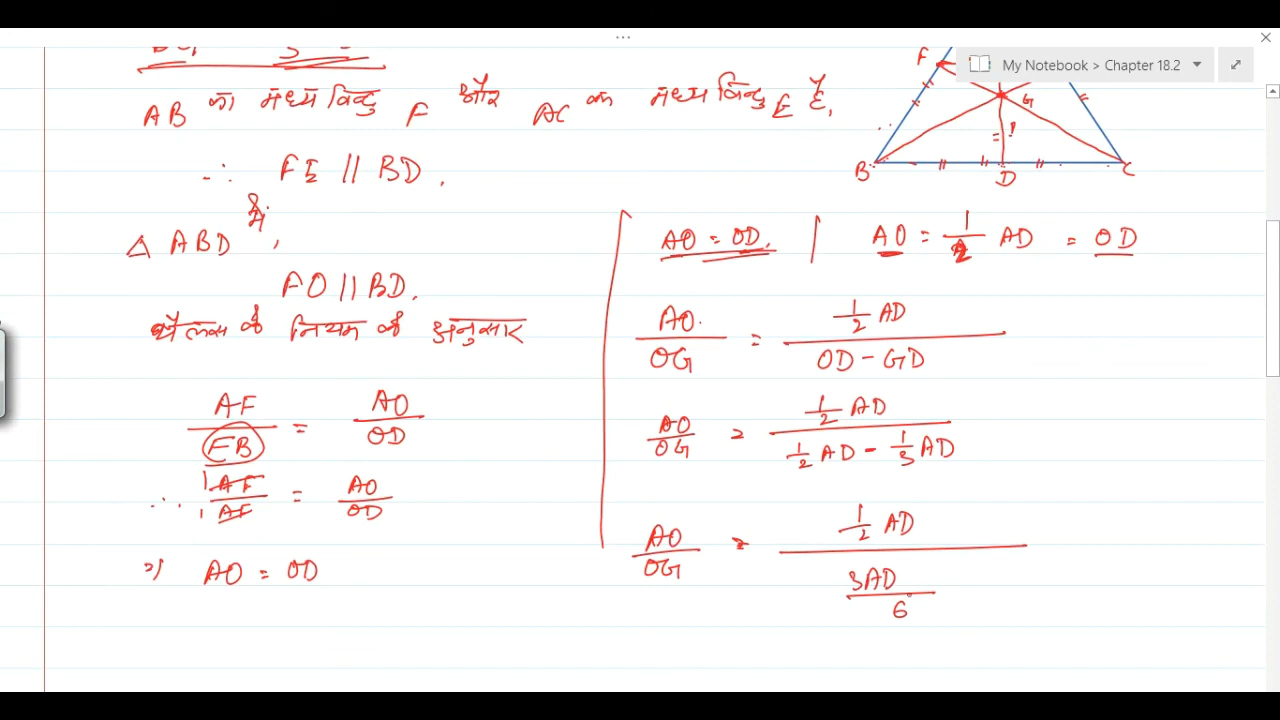 My Notebook > Chapter 18.2
F
G
B
D
C
AB का मध्य बिन्दु F और AC का मध्य बिन्दु E है,
∴ FE || BD.
△ ABD में,
FO || BD.
थेल्स के नियम के अनुसार
AF/FB = AO/OD
∴ AF/AF = AO/OD
⇒ AO = OD
AO = OD. | AO = 1/2 AD = OD
AO/OG = 1/2 AD / OD - GD
AO/OG = 1/2 AD / 1/2 AD - 1/3 AD
AO/OG = 1/2 AD / 3AD/6